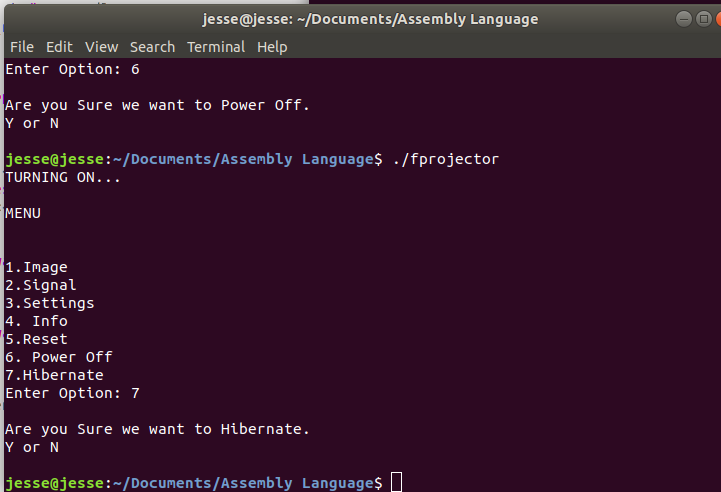 jesse@jesse: ~/Documents/Assembly Language
File Edit View Search Terminal Help
Enter Option: 6
Are you Sure we want to Power Off.
Y or N
jesse@jesse:~/Documents/Assembly Language$ ./fprojector
TURNING ON...
MENU
1.Image
2.Signal
3.Settings
4. Info
5.Reset
6. Power Off
7.Hibernate
Enter Option: 7
Are you Sure we want to Hibernate.
Y or N
jesse@jesse:~/Documents/Assembly Language$